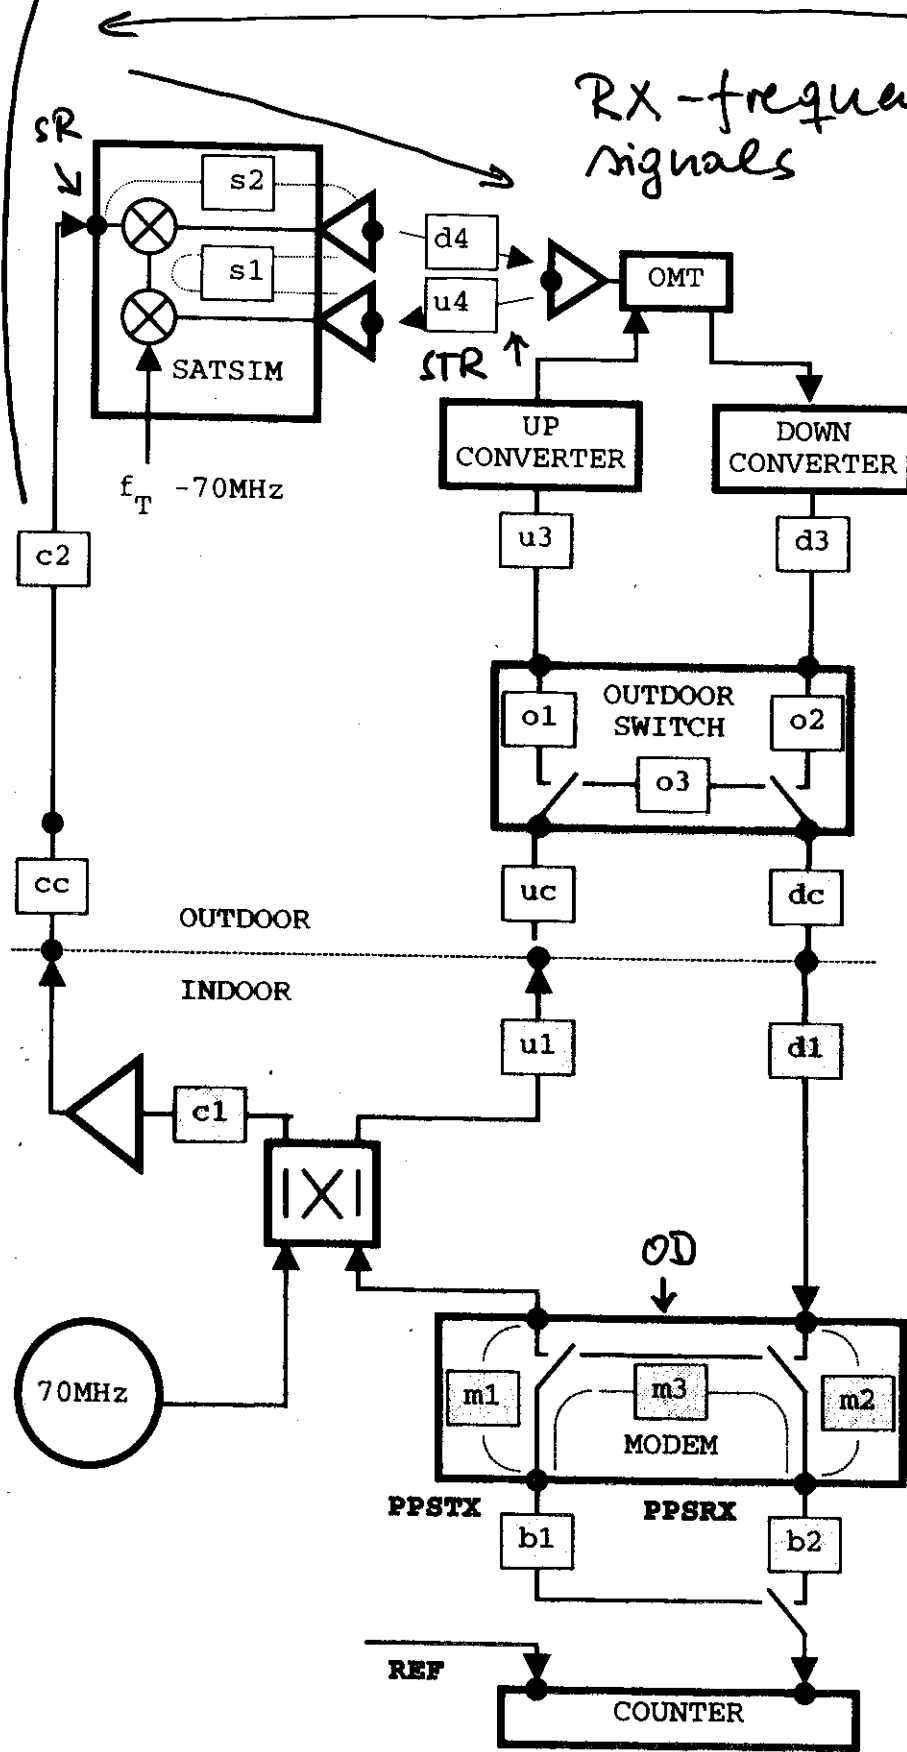 RX - freque
signals
SR
s2
d4
s1
OMT
u4
STR
SATSIM
UP
CONVERTER
DOWN
CONVERTER
f_T -70MHz
u3
d3
c2
OUTDOOR
SWITCH
o1
o2
o3
cc
uc
dc
OUTDOOR
INDOOR
u1
d1
c1
|X|
OD
70MHz
m1
m3
m2
MODEM
PPSTX
PPSRX
b1
b2
REF
COUNTER